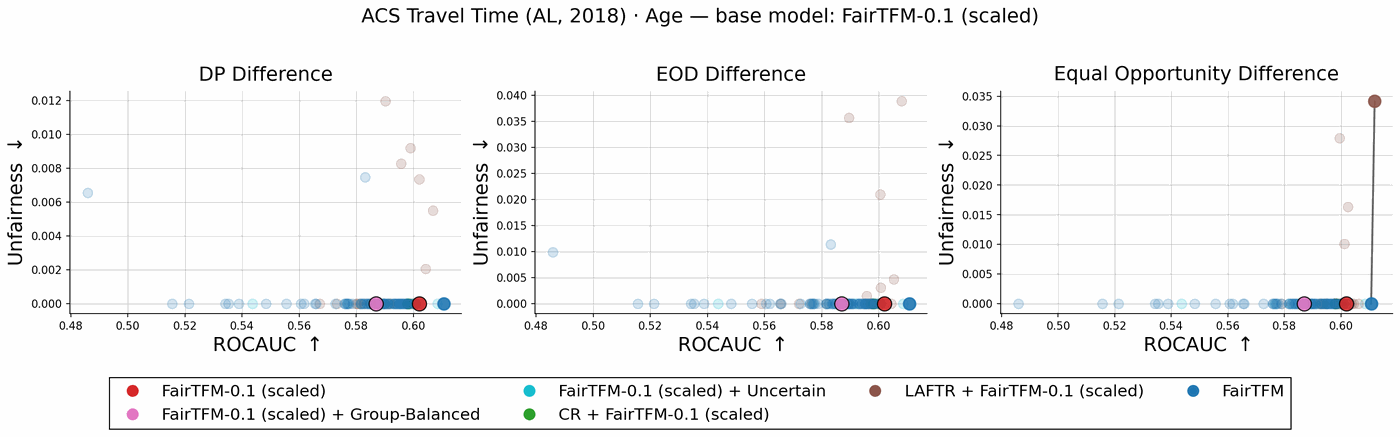 ACS Travel Time (AL, 2018) · Age — base model: FairTFM-0.1 (scaled)
DP Difference
EOD Difference
Equal Opportunity Difference
Unfairness ↓
0.012
0.010
0.008
0.006
0.004
0.002
0.000
0.48
0.50
0.52
0.54
0.56
0.58
0.60
ROCAUC ↑
Unfairness ↓
0.040
0.035
0.030
0.025
0.020
0.015
0.010
0.005
0.000
0.48
0.50
0.52
0.54
0.56
0.58
0.60
ROCAUC ↑
Unfairness ↓
0.035
0.030
0.025
0.020
0.015
0.010
0.005
0.000
0.48
0.50
0.52
0.54
0.56
0.58
0.60
ROCAUC ↑
FairTFM-0.1 (scaled)
FairTFM-0.1 (scaled) + Group-Balanced
FairTFM-0.1 (scaled) + Uncertain
CR + FairTFM-0.1 (scaled)
LAFTR + FairTFM-0.1 (scaled)
FairTFM